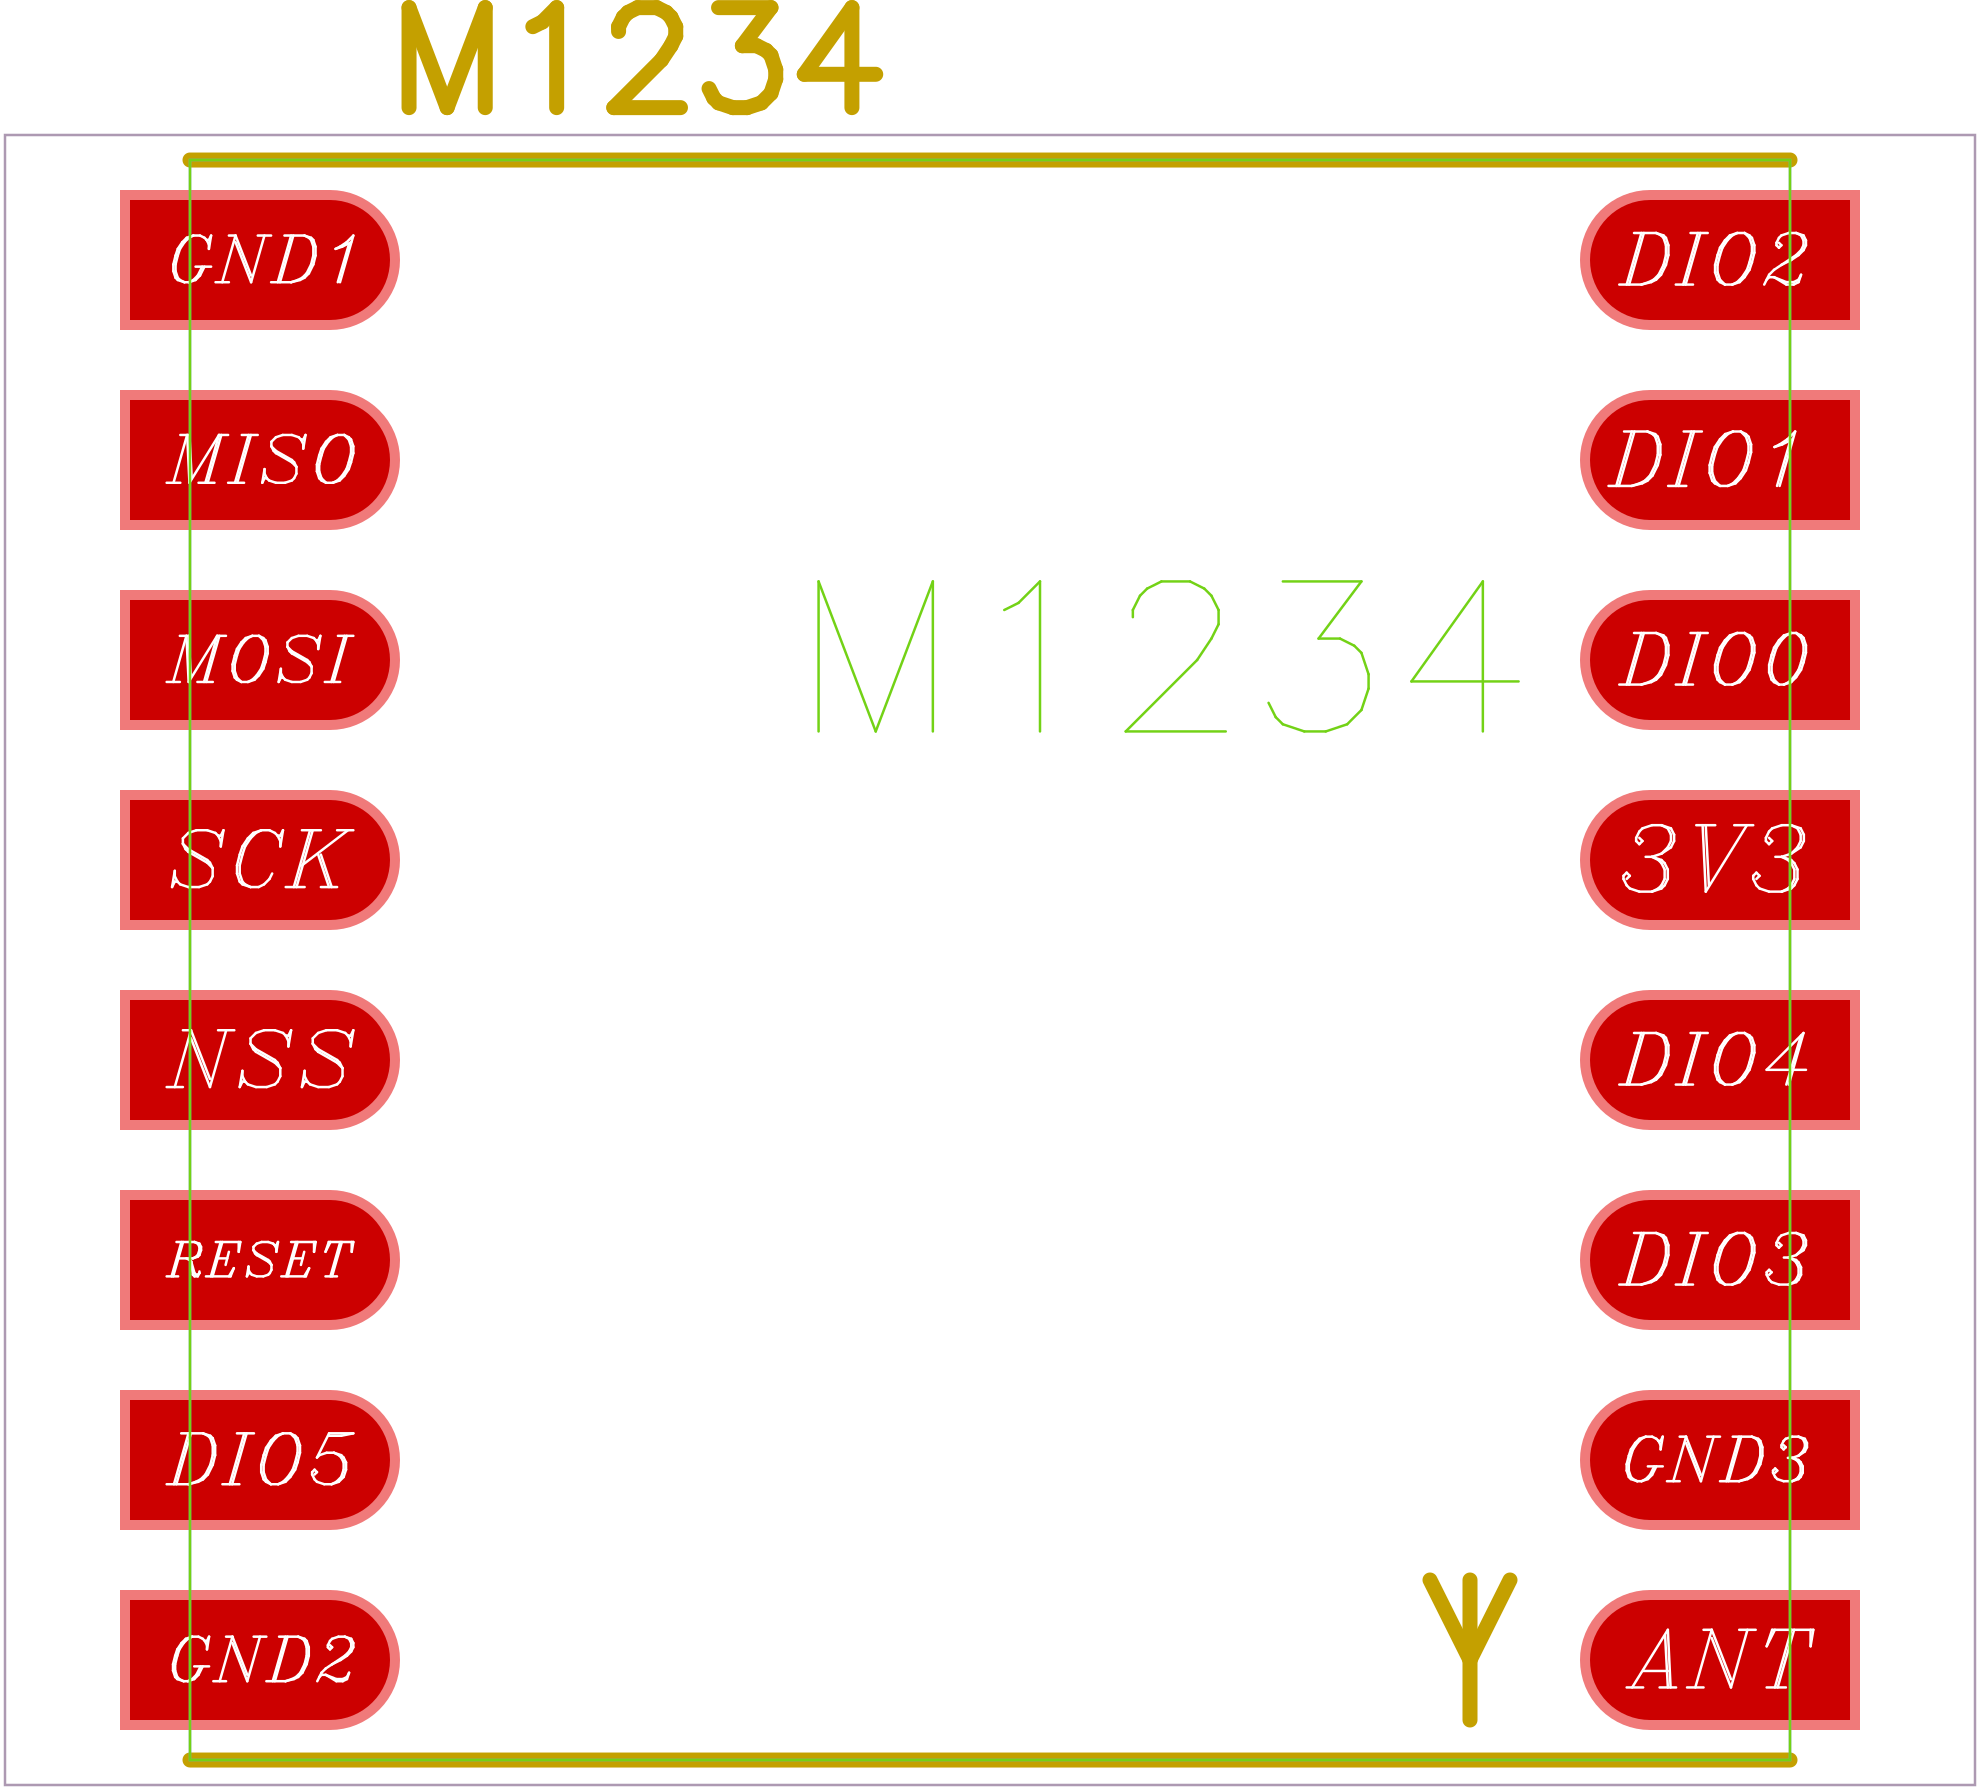 M1234
GND1 DIO2
MISO DIO1
M1234
MOSI DIO0
SCK 3V3
NSS DIO4
RESET DIO3
DIO5 GND3
GND2 ANT